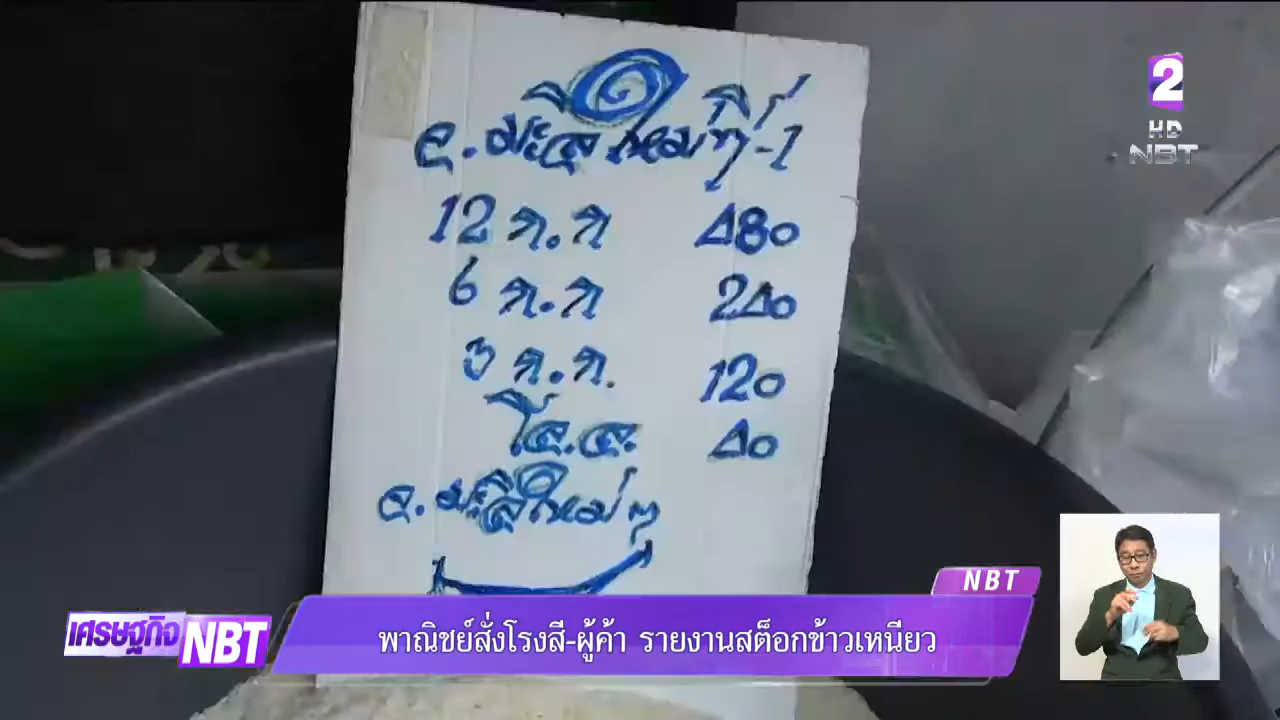 12 ก.ก 480
6 ก.ก 240
3 ก.ก. 120
โล.ล. 40
2
HD
NBT
NBT
เศรษฐกิจ NBT
พาณิชย์สั่งโรงสี-ผู้ค้า รายงานสต็อกข้าวเหนียว